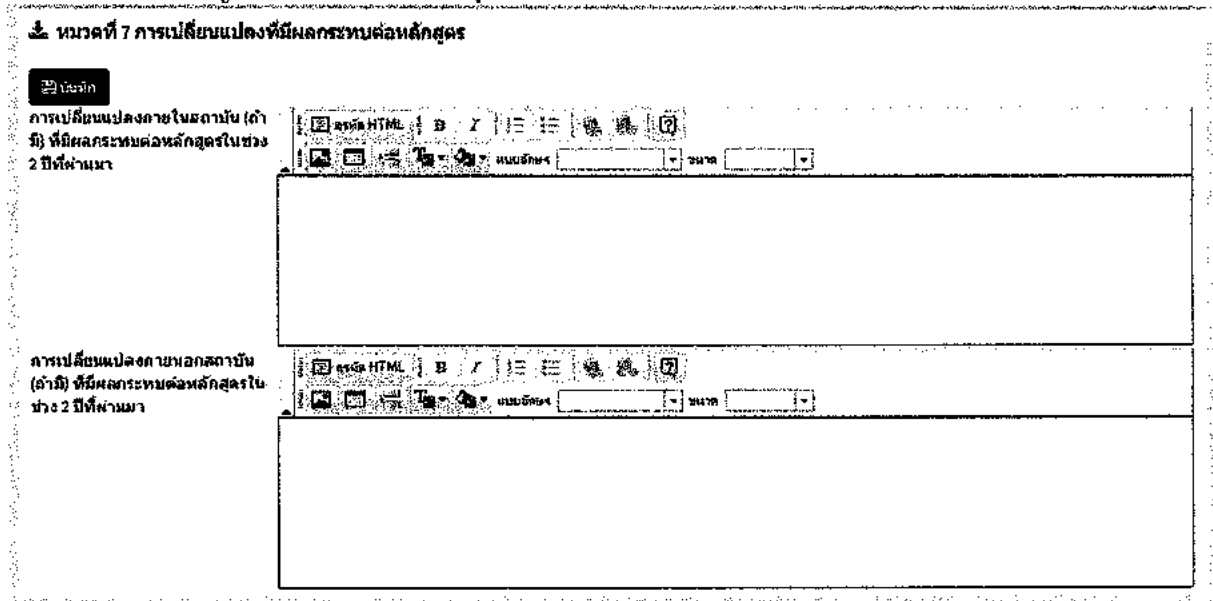 หมวดที่ 7 การเปลี่ยนแปลงที่มีผลกระทบต่อหลักสูตร
บันทึก
การเปลี่ยนแปลงภายในสถาบัน (ถ้า
มี) ที่มีผลกระทบต่อหลักสูตรในช่วง
2 ปีที่ผ่านมา
รหัส HTML B I
แบบอักษร ขนาด
การเปลี่ยนแปลงภายนอกสถาบัน
(ถ้ามี) ที่มีผลกระทบต่อหลักสูตรใน
ช่วง 2 ปีที่ผ่านมา
รหัส HTML B I
แบบอักษร ขนาด